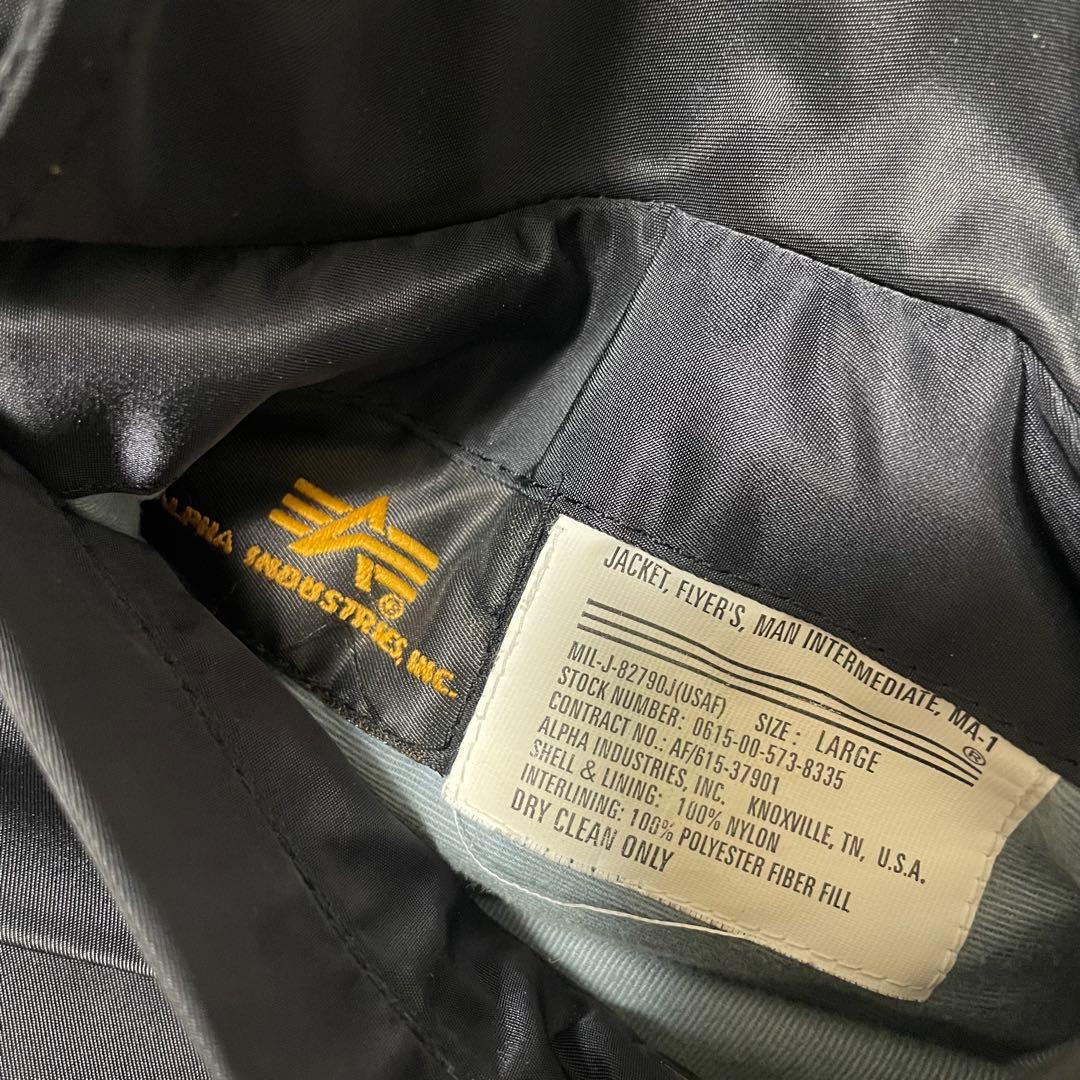 ALPHA INDUSTRIES, INC.
®
JACKET, FLYER'S, MAN INTERMEDIATE, MA-1
®
MIL-J-82790J(USAF) SIZE: LARGE
STOCK NUMBER: 0615-00-573-8335
CONTRACT NO.: AF/615-37901
ALPHA INDUSTRIES, INC. KNOXVILLE, TN, U.S.A.
SHELL & LINING: 100% NYLON
INTERLINING: 100% POLYESTER FIBER FILL
DRY CLEAN ONLY